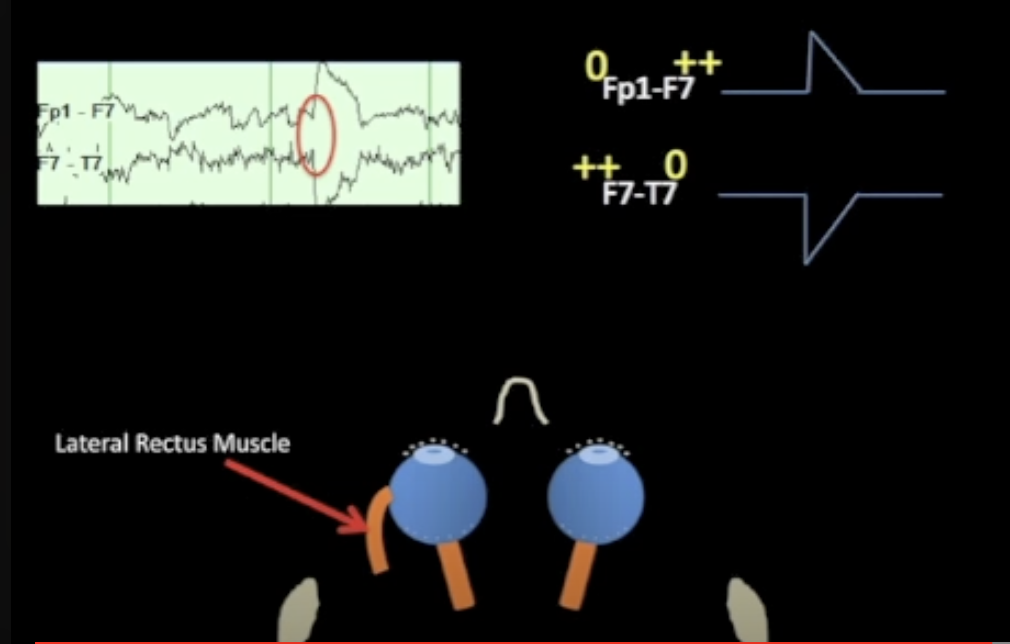 Fp1 - F7
F7 - T7
0 ++
Fp1-F7
++ 0
F7-T7
Lateral Rectus Muscle